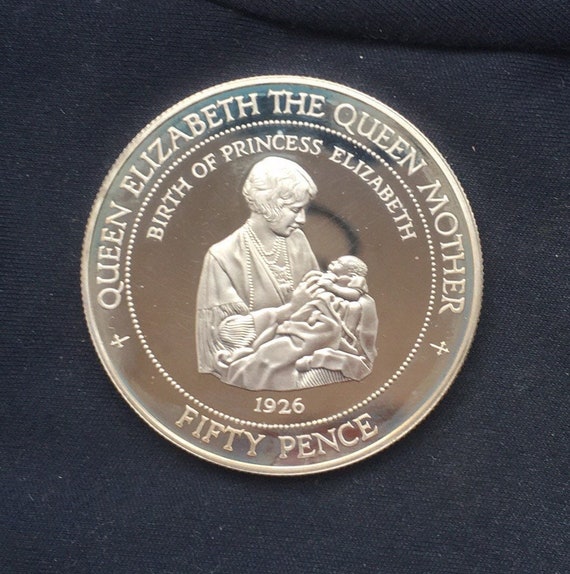 QUEEN ELIZABETH THE QUEEN MOTHER
BIRTH OF PRINCESS ELIZABETH
1926
FIFTY PENCE